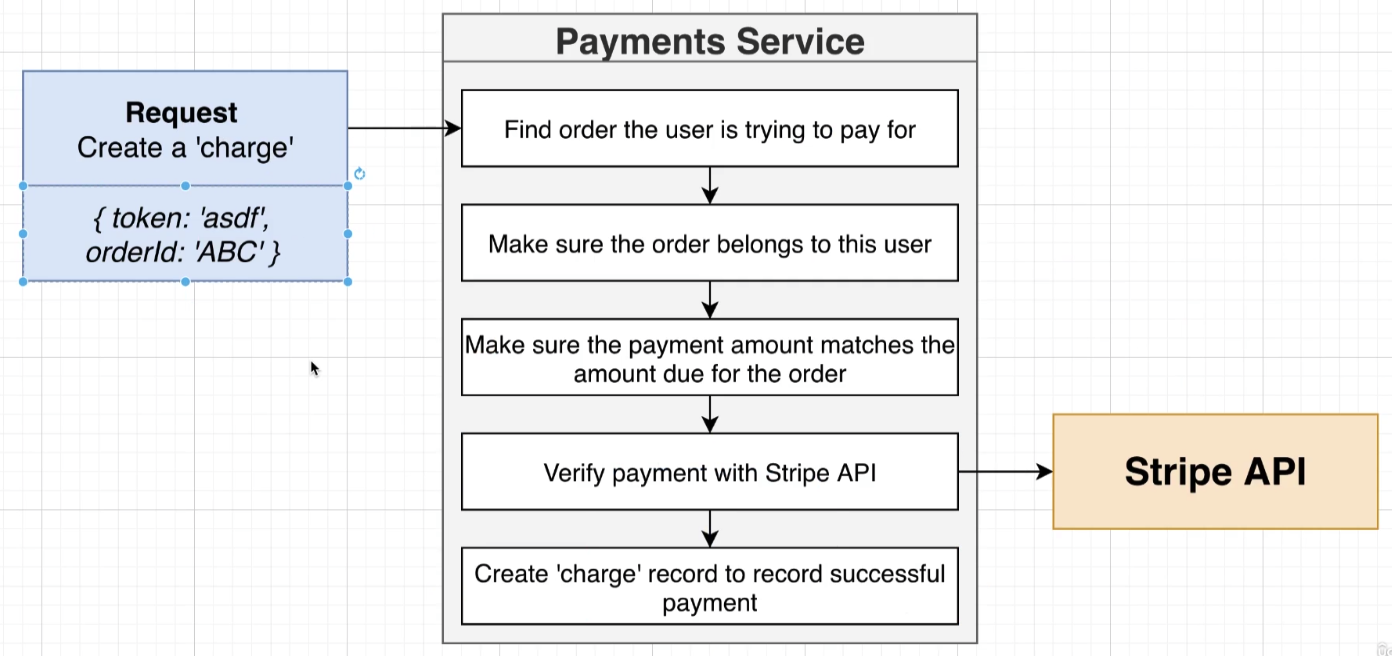 Payments Service
Request
Create a 'charge'
{ token: 'asdf',
orderId: 'ABC' }
Find order the user is trying to pay for
Make sure the order belongs to this user
Make sure the payment amount matches the
amount due for the order
Verify payment with Stripe API
Create 'charge' record to record successful
payment
Stripe API